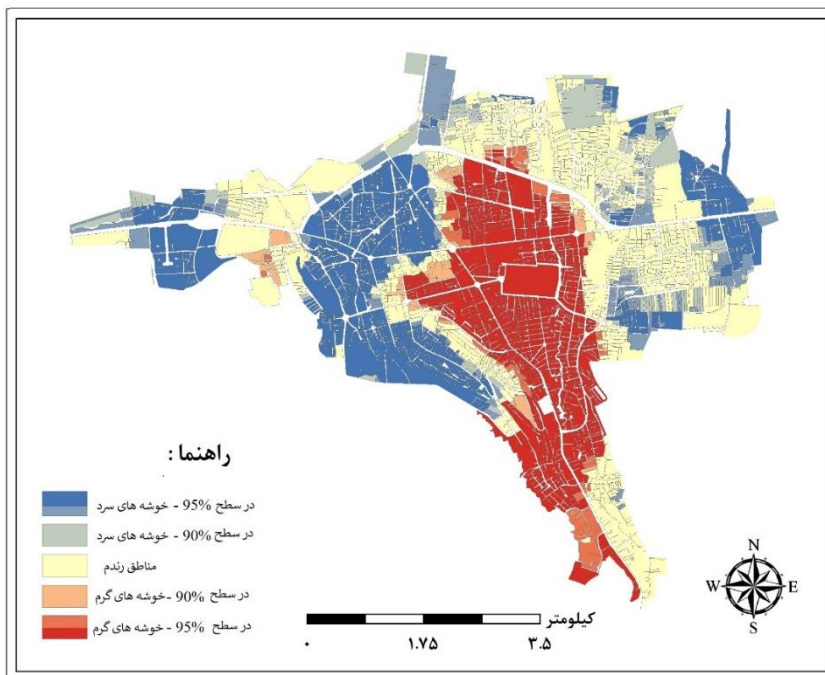 راهنما :
در سطح 95% - خوشه های سرد
در سطح 90% - خوشه های سرد
مناطق رندم
در سطح 90% -خوشه های گرم
در سطح 95% - خوشه های گرم
کیلومتر
۰ ۱.۷۵ ۳.۵
N
W E
S